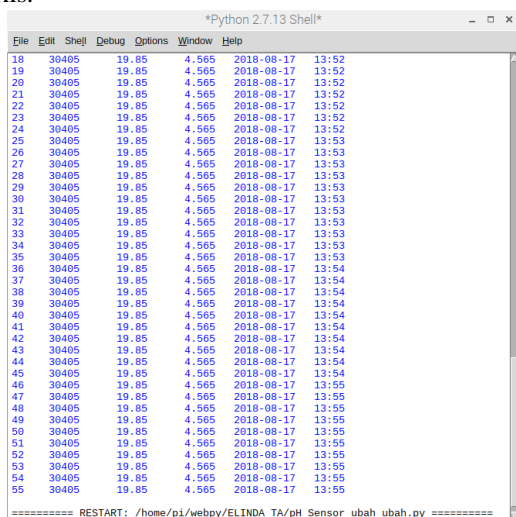 *Python 2.7.13 Shell*
File Edit Shell Debug Options Window Help
18 30405 19.85 4.565 2018-08-17 13:52
19 30405 19.85 4.565 2018-08-17 13:52
20 30405 19.85 4.565 2018-08-17 13:52
21 30405 19.85 4.565 2018-08-17 13:52
22 30405 19.85 4.565 2018-08-17 13:52
23 30405 19.85 4.565 2018-08-17 13:52
24 30405 19.85 4.565 2018-08-17 13:52
25 30405 19.85 4.565 2018-08-17 13:53
26 30405 19.85 4.565 2018-08-17 13:53
27 30405 19.85 4.565 2018-08-17 13:53
28 30405 19.85 4.565 2018-08-17 13:53
29 30405 19.85 4.565 2018-08-17 13:53
30 30405 19.85 4.565 2018-08-17 13:53
31 30405 19.85 4.565 2018-08-17 13:53
32 30405 19.85 4.565 2018-08-17 13:53
33 30405 19.85 4.565 2018-08-17 13:53
34 30405 19.85 4.565 2018-08-17 13:53
35 30405 19.85 4.565 2018-08-17 13:53
36 30405 19.85 4.565 2018-08-17 13:54
37 30405 19.85 4.565 2018-08-17 13:54
38 30405 19.85 4.565 2018-08-17 13:54
39 30405 19.85 4.565 2018-08-17 13:54
40 30405 19.85 4.565 2018-08-17 13:54
41 30405 19.85 4.565 2018-08-17 13:54
42 30405 19.85 4.565 2018-08-17 13:54
43 30405 19.85 4.565 2018-08-17 13:54
44 30405 19.85 4.565 2018-08-17 13:54
45 30405 19.85 4.565 2018-08-17 13:54
46 30405 19.85 4.565 2018-08-17 13:55
47 30405 19.85 4.565 2018-08-17 13:55
48 30405 19.85 4.565 2018-08-17 13:55
49 30405 19.85 4.565 2018-08-17 13:55
50 30405 19.85 4.565 2018-08-17 13:55
51 30405 19.85 4.565 2018-08-17 13:55
52 30405 19.85 4.565 2018-08-17 13:55
53 30405 19.85 4.565 2018-08-17 13:55
54 30405 19.85 4.565 2018-08-17 13:55
55 30405 19.85 4.565 2018-08-17 13:55
========== RESTART: /home/pi/webpy/ELINDA TA/pH Sensor ubah ubah.py ==========